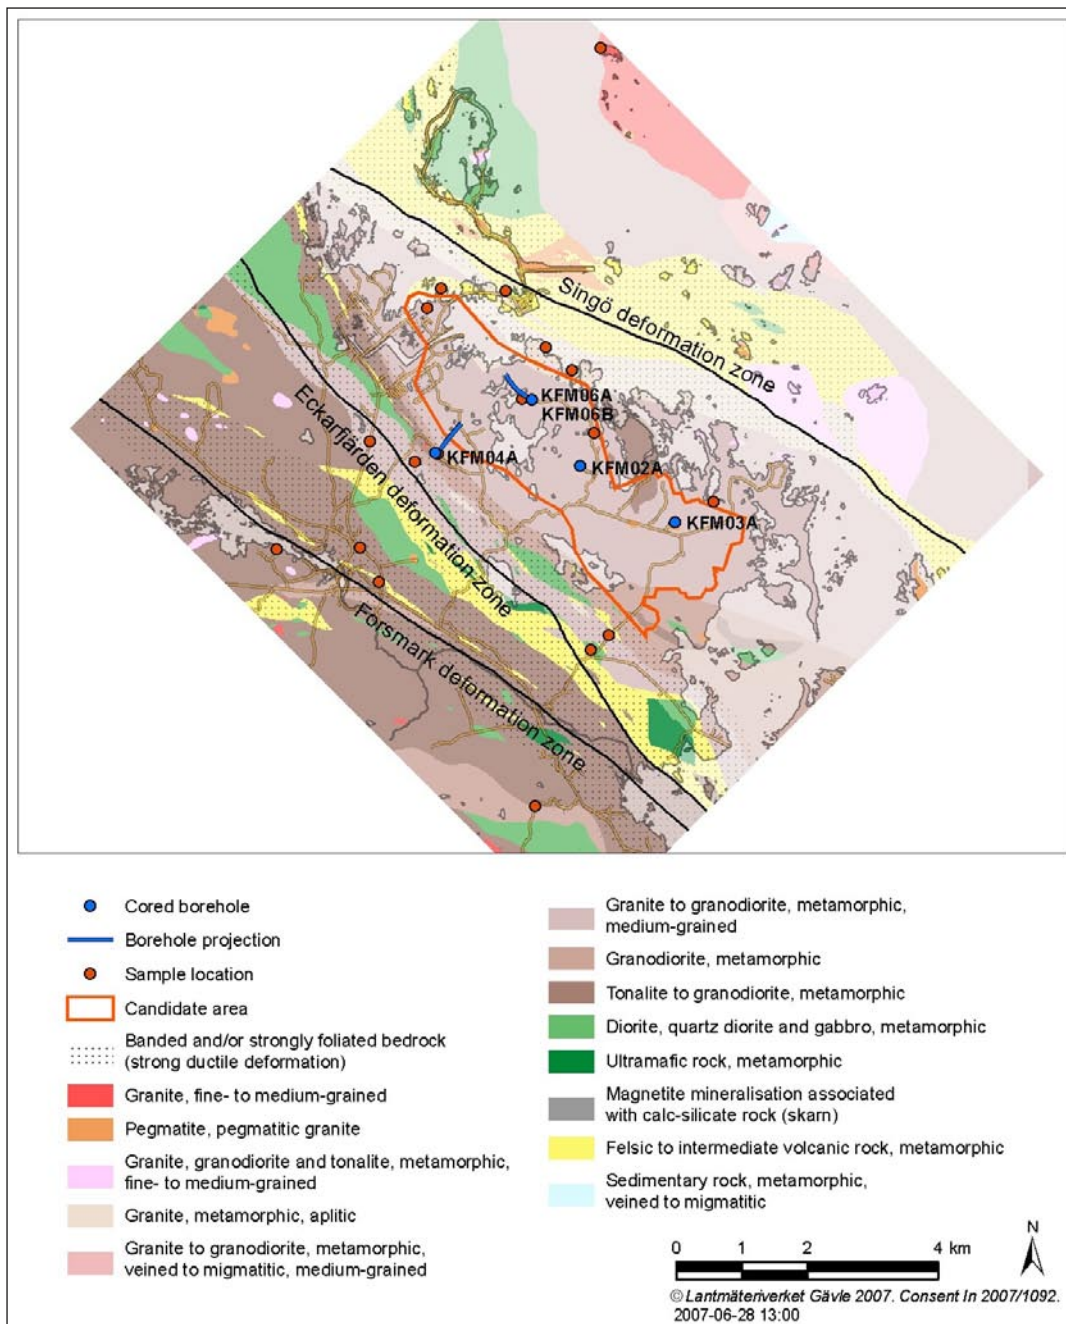 Singö deformation zone
KFM06A
KFM06B
Eckarfjärden deformation zone
KFM04A
KFM02A
KFM03A
Forsmark deformation zone
Cored borehole
Borehole projection
Sample location
Candidate area
Banded and/or strongly foliated bedrock
(strong ductile deformation)
Granite, fine- to medium-grained
Pegmatite, pegmatitic granite
Granite, granodiorite and tonalite, metamorphic,
fine- to medium-grained
Granite, metamorphic, aplitic
Granite to granodiorite, metamorphic,
veined to migmatitic, medium-grained
Granite to granodiorite, metamorphic,
medium-grained
Granodiorite, metamorphic
Tonalite to granodiorite, metamorphic
Diorite, quartz diorite and gabbro, metamorphic
Ultramafic rock, metamorphic
Magnetite mineralisation associated
with calc-silicate rock (skarn)
Felsic to intermediate volcanic rock, metamorphic
Sedimentary rock, metamorphic,
veined to migmatitic
N
0 1 2 4 km
© Lantmäteriverket Gävle 2007. Consent In 2007/1092.
2007-06-28 13:00